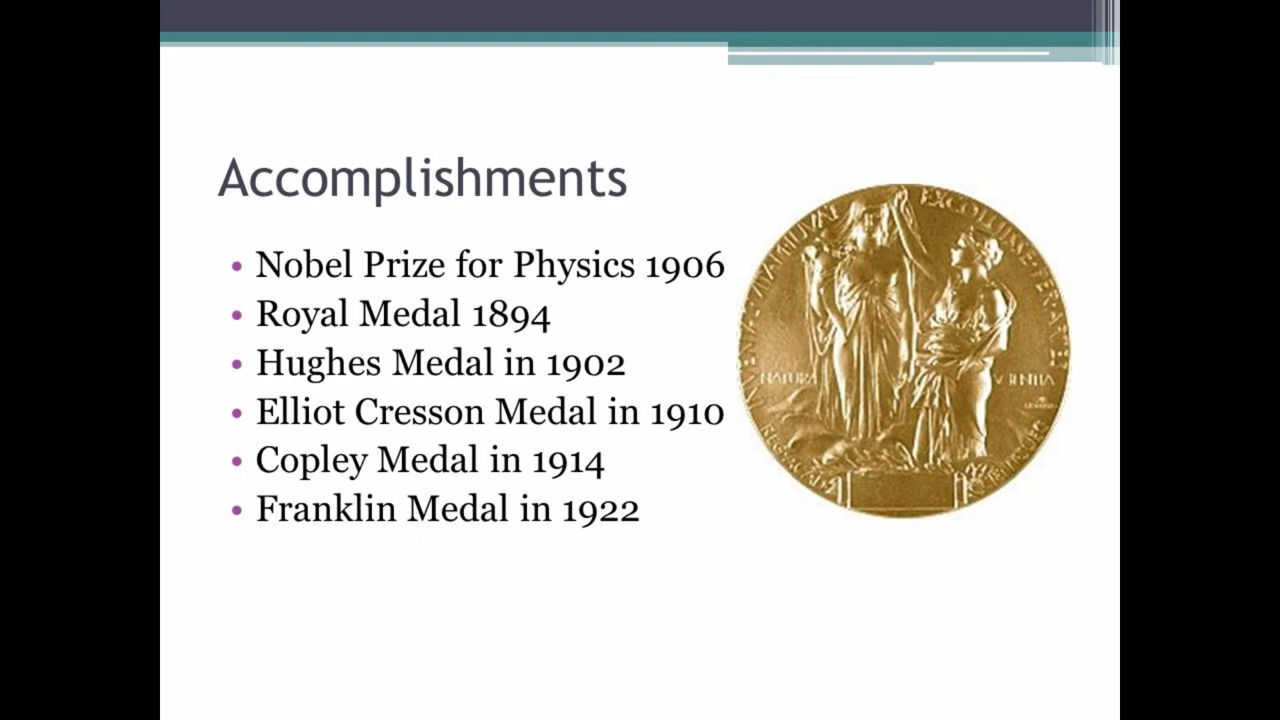 Accomplishments
• Nobel Prize for Physics 1906
• Royal Medal 1894
• Hughes Medal in 1902
• Elliot Cresson Medal in 1910
• Copley Medal in 1914
• Franklin Medal in 1922
NATURA